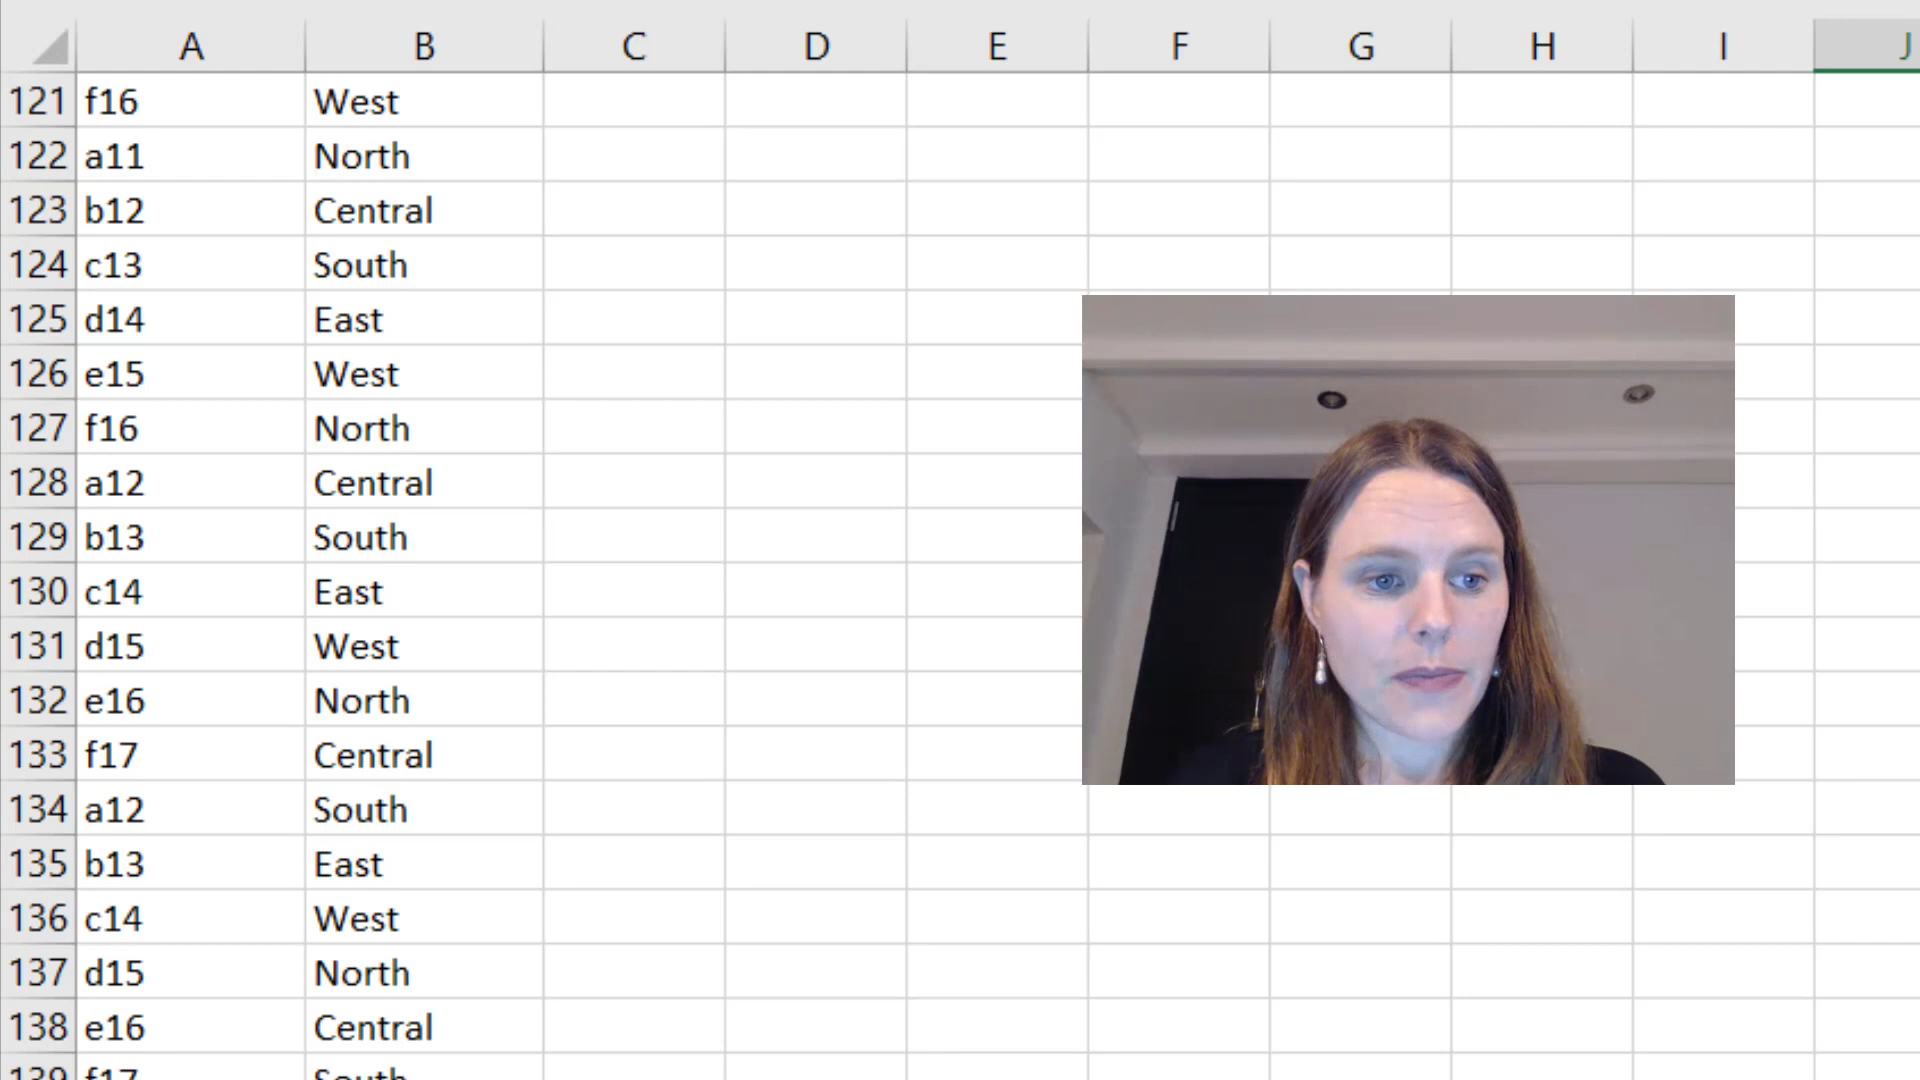 A B C D E F G H I J
121 f16 West
122 a11 North
123 b12 Central
124 c13 South
125 d14 East
126 e15 West
127 f16 North
128 a12 Central
129 b13 South
130 c14 East
131 d15 West
132 e16 North
133 f17 Central
134 a12 South
135 b13 East
136 c14 West
137 d15 North
138 e16 Central
139 f17 South